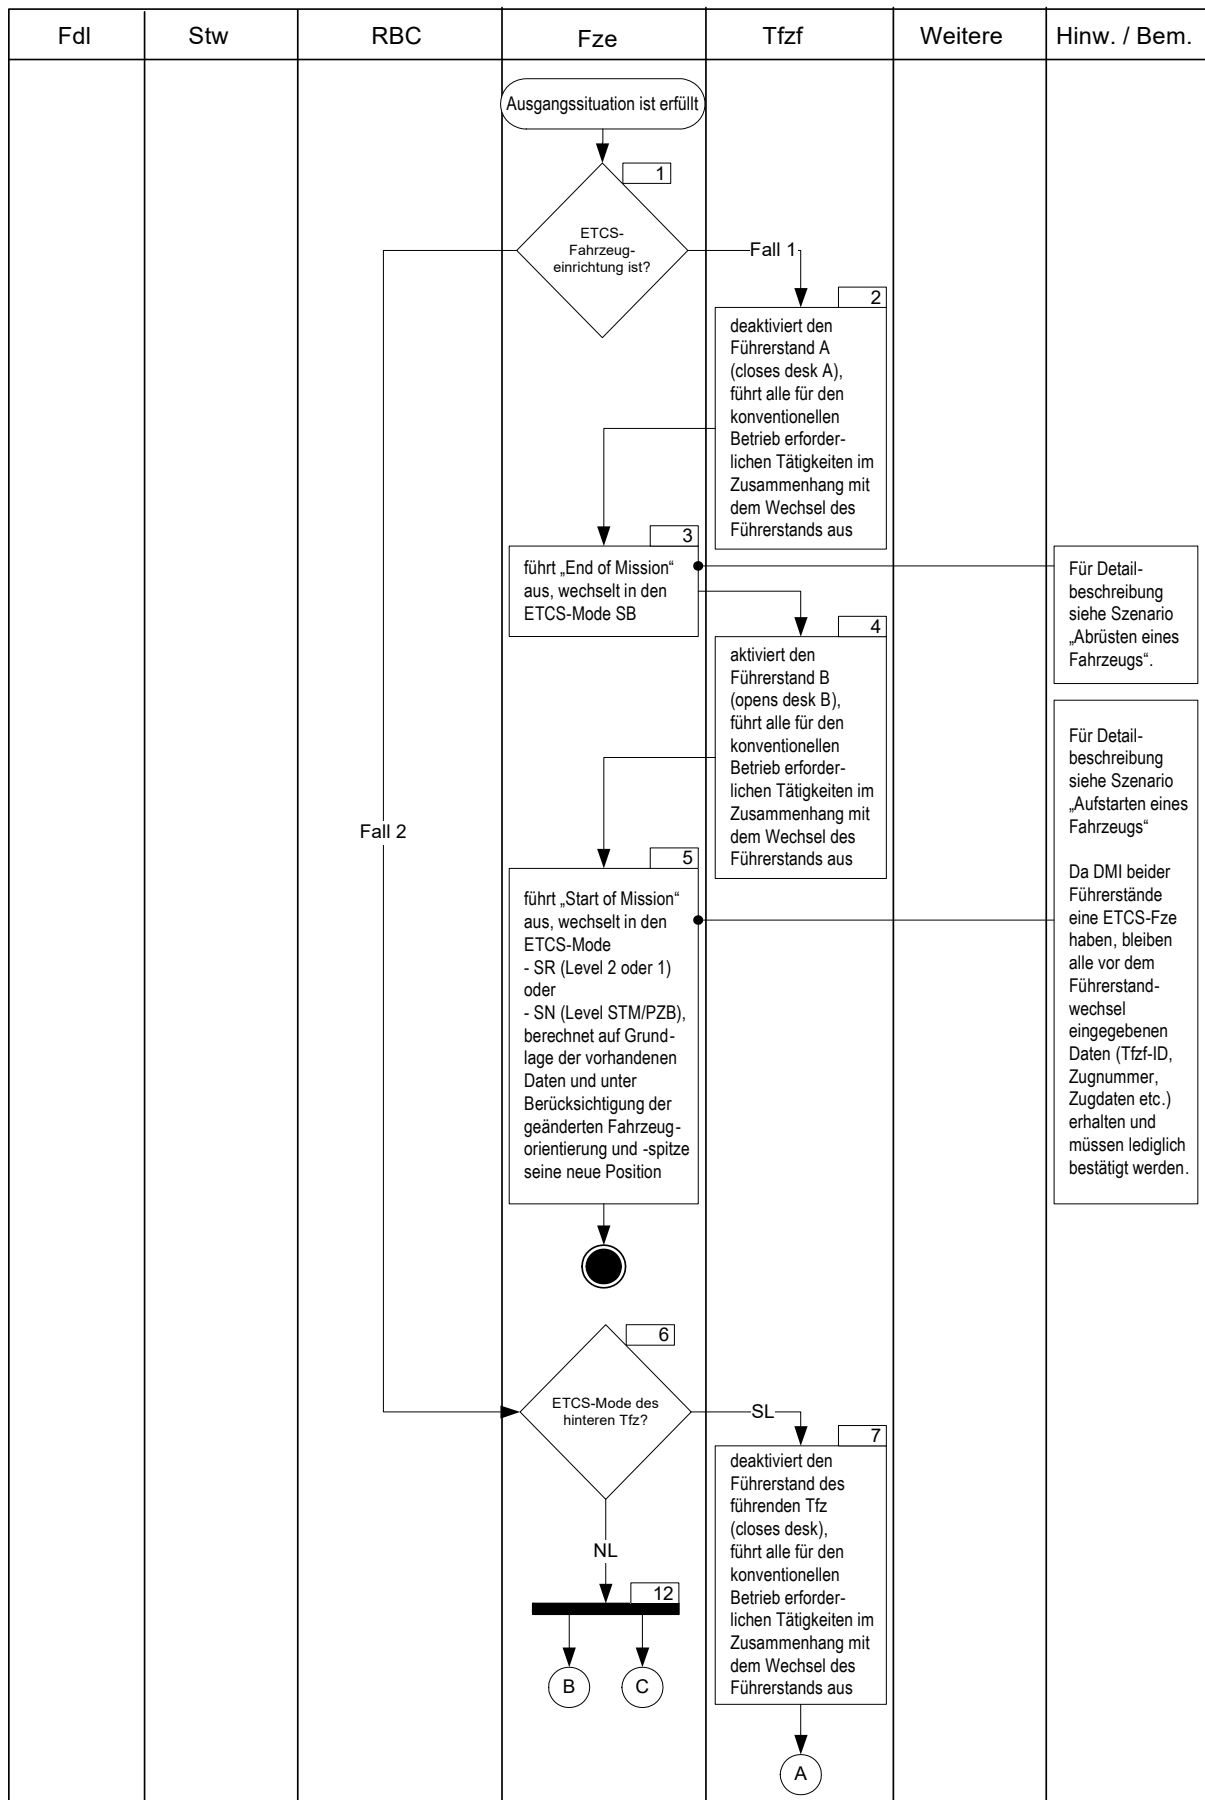 Fdl
Stw
RBC
Fze
Tfzf
Weitere
Hinw. / Bem.
Ausgangssituation ist erfüllt
1
ETCS-
Fahrzeug-
einrichtung ist?
Fall 1
2
deaktiviert den
Führerstand A
(closes desk A),
führt alle für den
konventionellen
Betrieb erforder-
lichen Tätigkeiten im
Zusammenhang mit
dem Wechsel des
Führerstands aus
3
führt „End of Mission“
aus, wechselt in den
ETCS-Mode SB
Für Detail-
beschreibung
siehe Szenario
„Abrüsten eines
Fahrzeugs“.
4
aktiviert den
Führerstand B
(opens desk B),
führt alle für den
konventionellen
Betrieb erforder-
lichen Tätigkeiten im
Zusammenhang mit
dem Wechsel des
Führerstands aus
Fall 2
5
führt „Start of Mission“
aus, wechselt in den
ETCS-Mode
- SR (Level 2 oder 1)
oder
- SN (Level STM/PZB),
berechnet auf Grund-
lage der vorhandenen
Daten und unter
Berücksichtigung der
geänderten Fahrzeug-
orientierung und -spitze
seine neue Position
Für Detail-
beschreibung
siehe Szenario
„Aufstarten eines
Fahrzeugs“
Da DMI beider
Führerstände
eine ETCS-Fze
haben, bleiben
alle vor dem
Führerstand-
wechsel
eingegebenen
Daten (Tfzf-ID,
Zugnummer,
Zugdaten etc.)
erhalten und
müssen lediglich
bestätigt werden.
6
ETCS-Mode des
hinteren Tfz?
SL
7
deaktiviert den
Führerstand des
führenden Tfz
(closes desk),
führt alle für den
konventionellen
Betrieb erforder-
lichen Tätigkeiten im
Zusammenhang mit
dem Wechsel des
Führerstands aus
NL
12
B
C
A